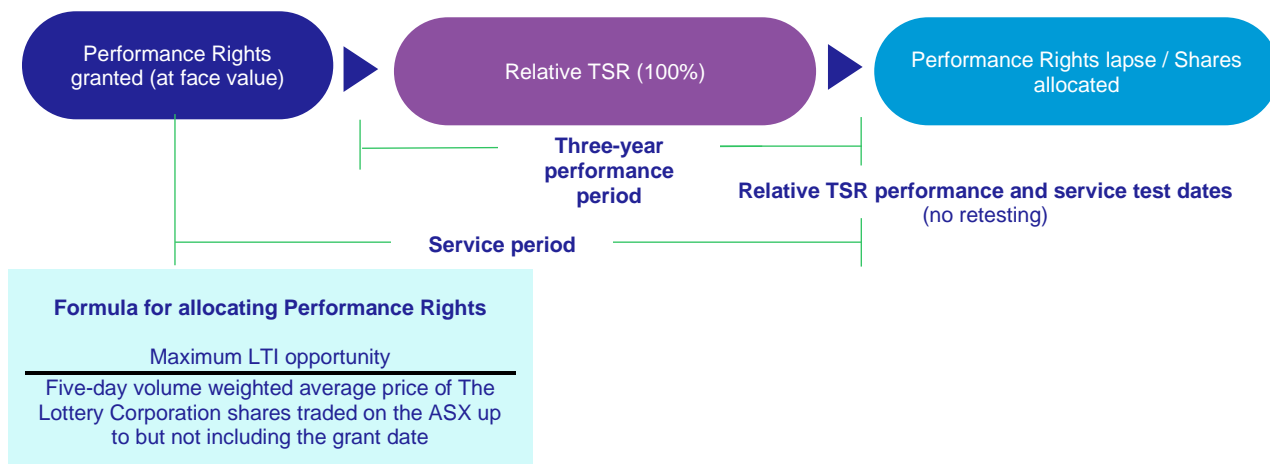 Performance Rights
granted (at face value)
Relative TSR (100%)
Performance Rights lapse / Shares
allocated
Three-year
performance
period
Relative TSR performance and service test dates
(no retesting)
Service period
Formula for allocating Performance Rights
Maximum LTI opportunity
Five-day volume weighted average price of The
Lottery Corporation shares traded on the ASX up
to but not including the grant date